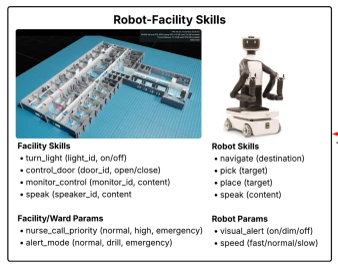 Robot-Facility Skills
Facility Skills
• turn_light (light_id, on/off)
• control_door (door_id, open/close)
• monitor_control (monitor_id, content)
• speak (speaker_id, content
Facility/Ward Params
• nurse_call_priority (normal, high, emergency)
• alert_mode (normal, drill, emergency)
Robot Skills
• navigate (destination)
• pick (target)
• place (target)
• speak (content)
Robot Params
• visual_alert (on/dim/off)
• speed (fast/normal/slow)